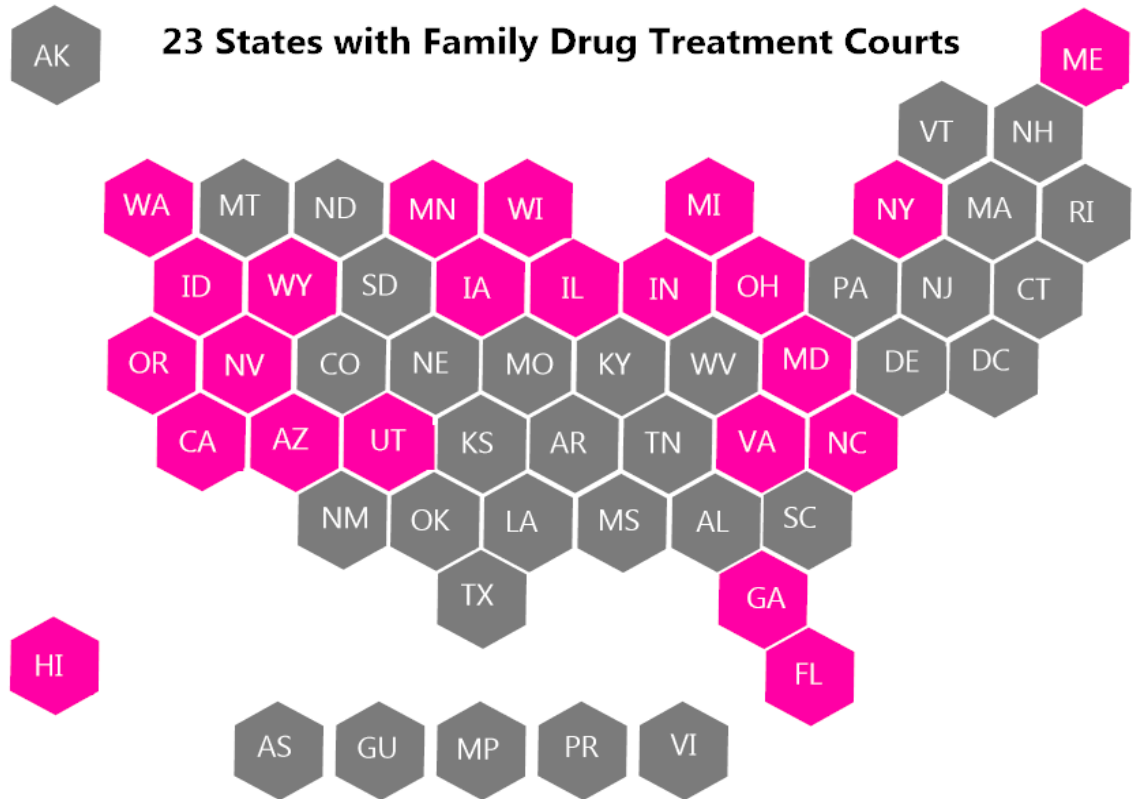 23 States with Family Drug Treatment Courts
AK
ME
VT NH
WA MT ND MN WI MI NY MA RI
ID WY SD IA IL IN OH PA NJ CT
OR NV CO NE MO KY WV MD DE DC
CA AZ UT KS AR TN VA NC
NM OK LA MS AL SC
TX GA
HI FL
AS GU MP PR VI